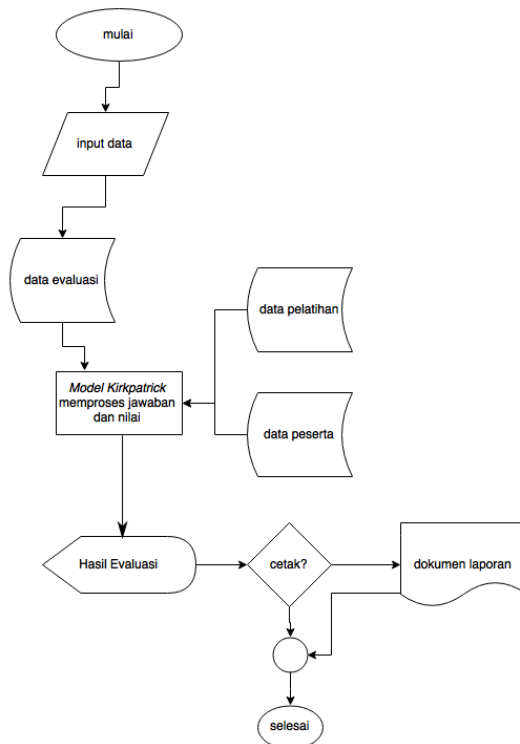 mulai
input data
data evaluasi
data pelatihan
Model Kirkpatrick
memproses jawaban
dan nilai
data peserta
Hasil Evaluasi
cetak?
dokumen laporan
selesai